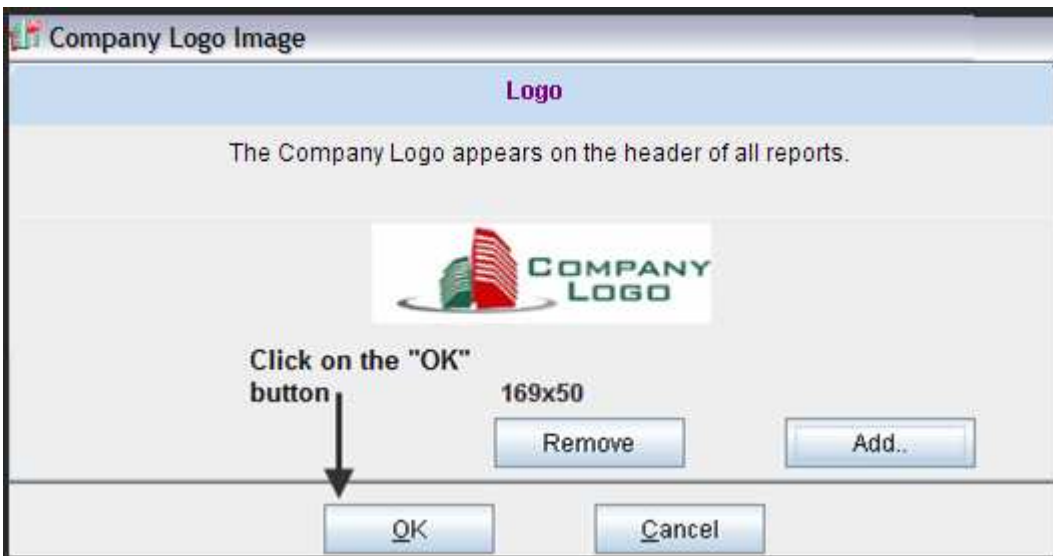 Company Logo Image
Logo
The Company Logo appears on the header of all reports.
COMPANY
LOGO
Click on the "OK"
button
169x50
Remove
Add..
OK
Cancel